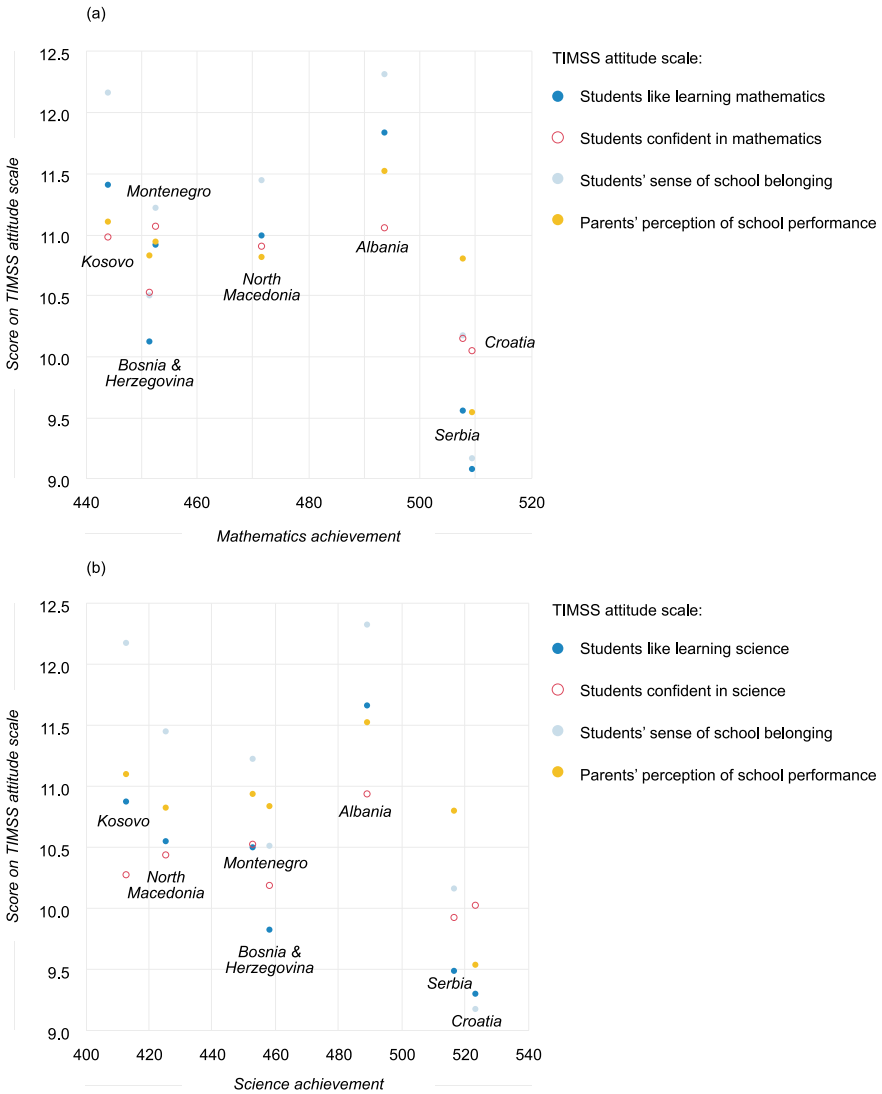 (a)
12.5
12.0
11.5
11.0
10.5
10.0
9.5
9.0
Score on TIMSS attitude scale
440
460
480
500
520
Mathematics achievement
Kosovo
Montenegro
Bosnia &
Herzegovina
North
Macedonia
Albania
Serbia
Croatia
TIMSS attitude scale:
Students like learning mathematics
Students confident in mathematics
Students’ sense of school belonging
Parents’ perception of school performance
(b)
12.5
12.0
11.5
11.0
10.5
10.0
9.5
9.0
Score on TIMSS attitude scale
400
420
440
460
480
500
520
540
Science achievement
Kosovo
North
Macedonia
Montenegro
Bosnia &
Herzegovina
Albania
Serbia
Croatia
TIMSS attitude scale:
Students like learning science
Students confident in science
Students’ sense of school belonging
Parents’ perception of school performance